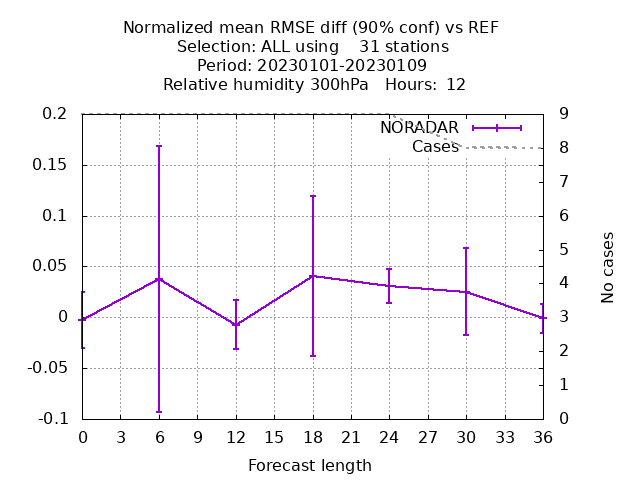 Normalized mean RMSE diff (90% conf) vs REF
Selection: ALL using    31 stations
Period: 20230101-20230109
Relative humidity 300hPa   Hours:  12
NORADAR
Cases
0.2
0.15
0.1
0.05
0
-0.05
-0.1
9
8
7
6
5
4
3
2
1
0
No cases
0 3 6 9 12 15 18 21 24 27 30 33 36
Forecast length